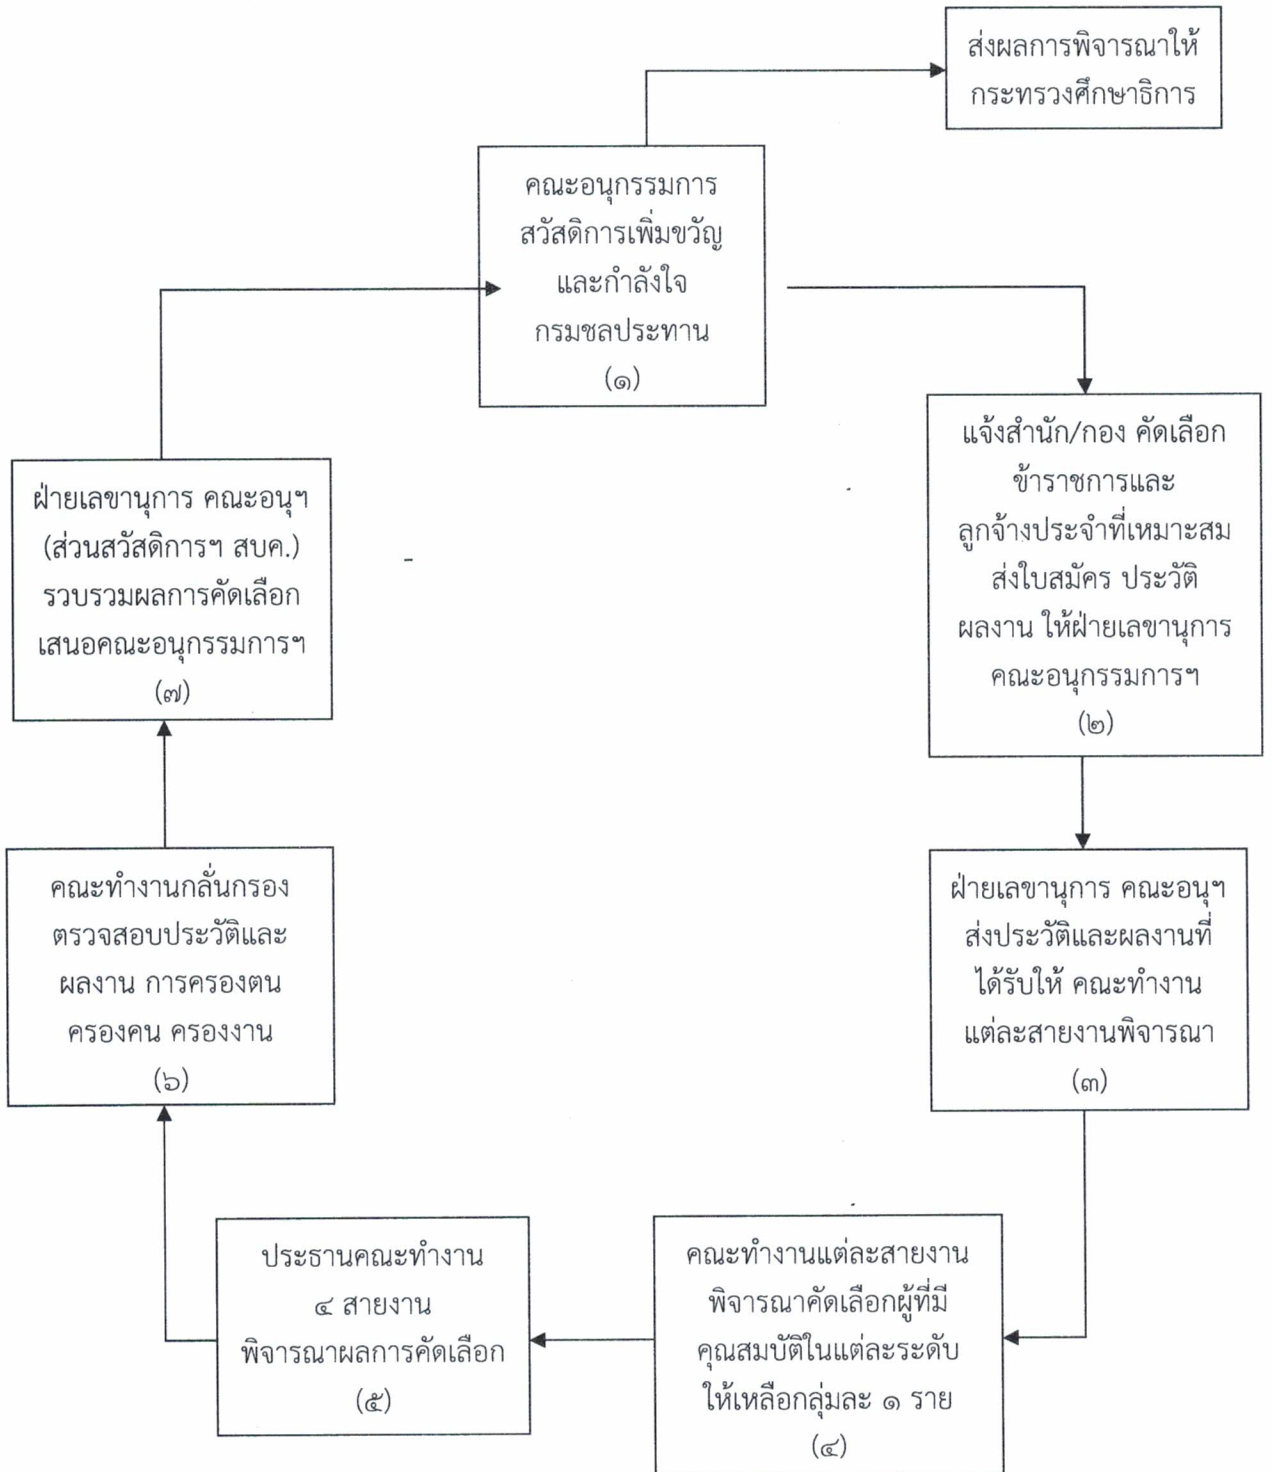 ส่งผลการพิจารณาให้
กระทรวงศึกษาธิการ
คณะอนุกรรมการ
สวัสดิการเพิ่มขวัญ
และกำลังใจ
กรมชลประทาน
(๑)
แจ้งสำนัก/กอง คัดเลือก
ข้าราชการและ
ลูกจ้างประจำที่เหมาะสม
ส่งใบสมัคร ประวัติ
ผลงาน ให้ฝ่ายเลขานุการ
คณะอนุกรรมการฯ
(๒)
ฝ่ายเลขานุการ คณะอนุฯ
ส่งประวัติและผลงานที่
ได้รับให้ คณะทำงาน
แต่ละสายงานพิจารณา
(๓)
คณะทำงานแต่ละสายงาน
พิจารณาคัดเลือกผู้ที่มี
คุณสมบัติในแต่ละระดับ
ให้เหลือกลุ่มละ ๑ ราย
(๔)
ประธานคณะทำงาน
๔ สายงาน
พิจารณาผลการคัดเลือก
(๕)
คณะทำงานกลั่นกรอง
ตรวจสอบประวัติและ
ผลงาน การครองตน
ครองคน ครองงาน
(๖)
ฝ่ายเลขานุการ คณะอนุฯ
(ส่วนสวัสดิการฯ สบค.)
รวบรวมผลการคัดเลือก
เสนอคณะอนุกรรมการฯ
(๗)